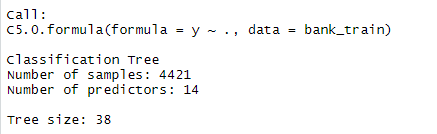 Call:
C5.0.formula(formula = y ~ ., data = bank_train)
Classification Tree
Number of samples: 4421
Number of predictors: 14
Tree size: 38